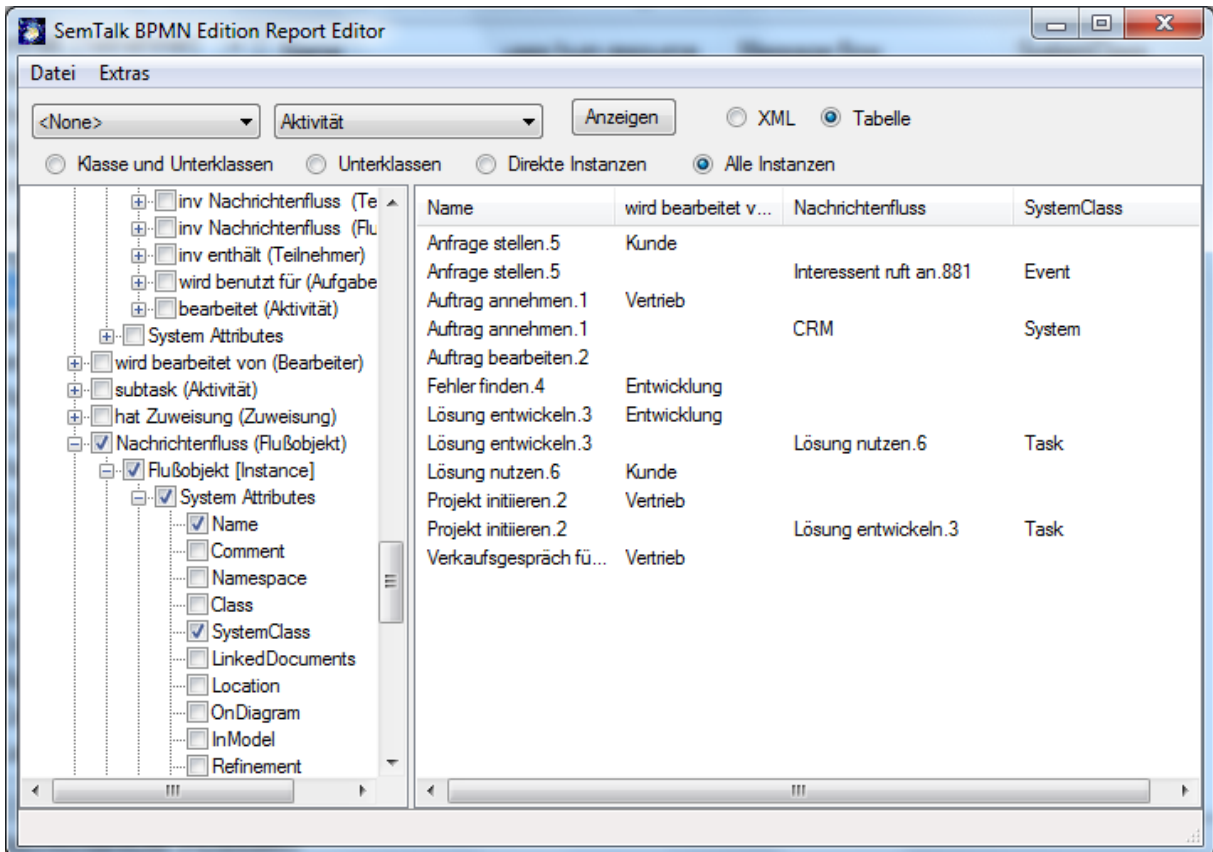 SemTalk BPMN Edition Report Editor
Datei Extras
<None> Aktivität Anzeigen XML Tabelle
Klasse und Unterklassen Unterklassen Direkte Instanzen Alle Instanzen
inv Nachrichtenfluss (Te
inv Nachrichtenfluss (Flu
inv enthält (Teilnehmer)
wird benutzt für (Aufgabe
bearbeitet (Aktivität)
System Attributes
wird bearbeitet von (Bearbeiter)
subtask (Aktivität)
hat Zuweisung (Zuweisung)
Nachrichtenfluss (Flußobjekt)
Flußobjekt [Instance]
System Attributes
Name
Comment
Namespace
Class
SystemClass
LinkedDocuments
Location
OnDiagram
InModel
Refinement
Name wird bearbeitet v... Nachrichtenfluss SystemClass
Anfrage stellen.5 Kunde
Anfrage stellen.5 Interessent ruft an.881 Event
Auftrag annehmen.1 Vertrieb
Auftrag annehmen.1 CRM System
Auftrag bearbeiten.2
Fehler finden.4 Entwicklung
Lösung entwickeln.3 Entwicklung
Lösung entwickeln.3 Lösung nutzen.6 Task
Lösung nutzen.6 Kunde
Projekt initiieren.2 Vertrieb
Projekt initiieren.2 Lösung entwickeln.3 Task
Verkaufsgespräch fü... Vertrieb